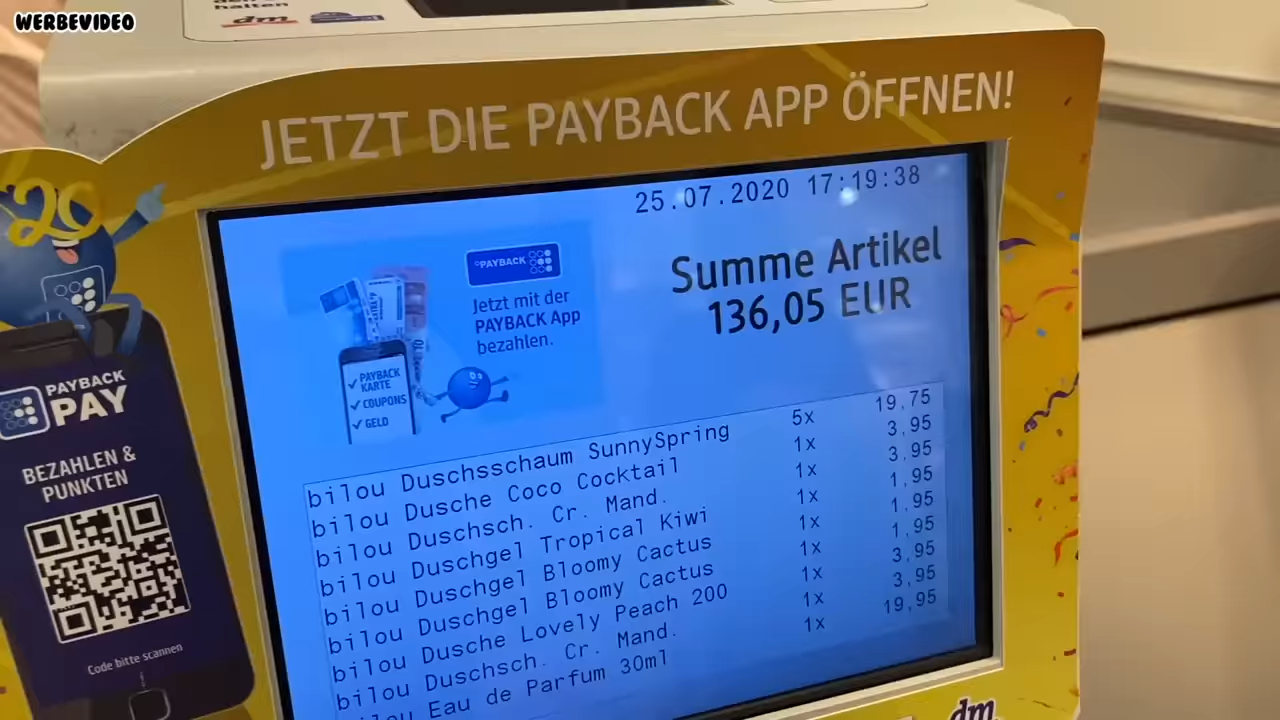 WERBEVIDEO
halten
dm
JETZT DIE PAYBACK APP ÖFFNEN!
20
25.07.2020 17:19:38
PAYBACK
Jetzt mit der
PAYBACK App
bezahlen.
Summe Artikel
136,05 EUR
PAYBACK
KARTE
COUPONS
GELD
PAYBACK
PAY
BEZAHLEN &
PUNKTEN
Code bitte scannen
bilou Duschsschaum SunnySpring 5x 19,75
bilou Dusche Coco Cocktail 1x 3,95
bilou Duschsch. Cr. Mand. 1x 3,95
bilou Duschgel Tropical Kiwi 1x 1,95
bilou Duschgel Bloomy Cactus 1x 1,95
bilou Duschgel Bloomy Cactus 1x 1,95
bilou Dusche Lovely Peach 200 1x 3,95
bilou Duschsch. Cr. Mand. 1x 3,95
bilou Eau de Parfum 30ml 1x 19,95
dm